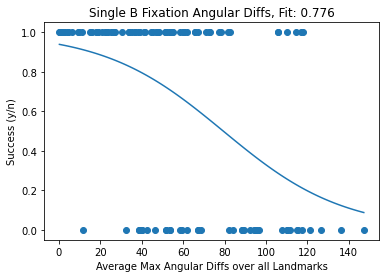 Single B Fixation Angular Diffs, Fit: 0.776
1.0
0.8
0.6
0.4
0.2
0.0
Success (y/n)
0 20 40 60 80 100 120 140
Average Max Angular Diffs over all Landmarks